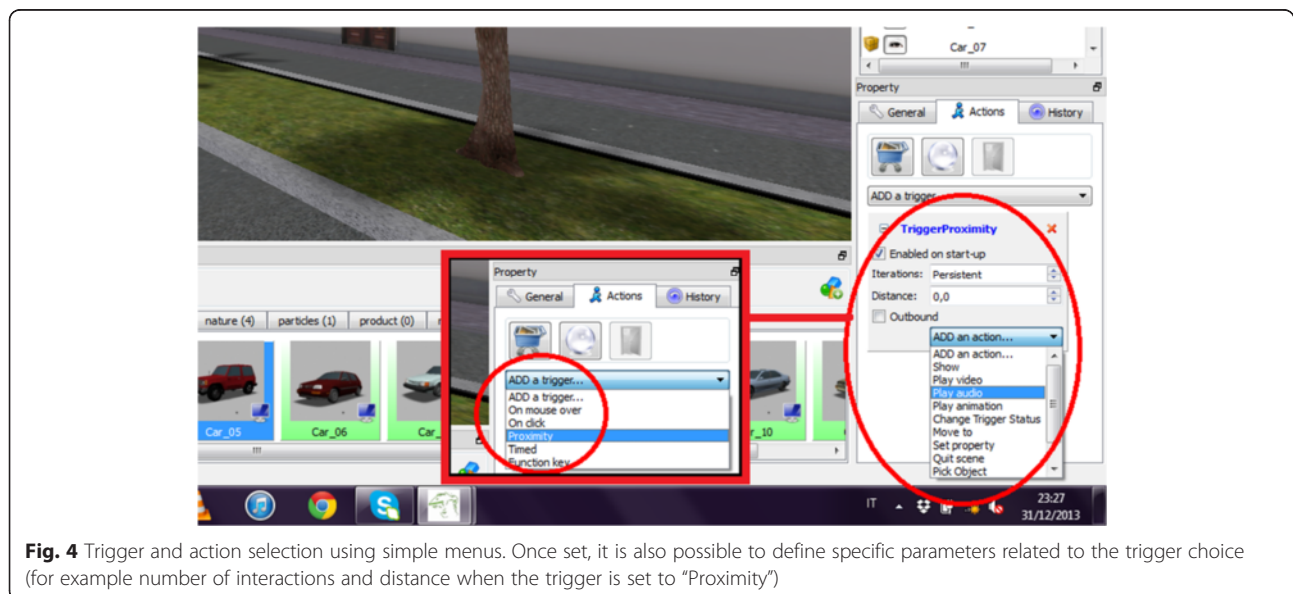 Car_07
Property
General Actions History
ADD a trigger...
TriggerProximity
Enabled on start-up
Iterations: Persistent
Distance: 0,0
Outbound
ADD an action...
ADD an action...
Show
Play video
Play audio
Play animation
Change Trigger Status
Move to
Set property
Quit scene
Pick Object
Property
General Actions History
ADD a trigger...
ADD a trigger...
On mouse over
On click
Proximity
Timed
Function key
nature (4) particles (1) product (0)
Car_05 Car_06
IT 23:27
31/12/2013
Fig. 4 Trigger and action selection using simple menus. Once set, it is also possible to define specific parameters related to the trigger choice
(for example number of interactions and distance when the trigger is set to “Proximity”)